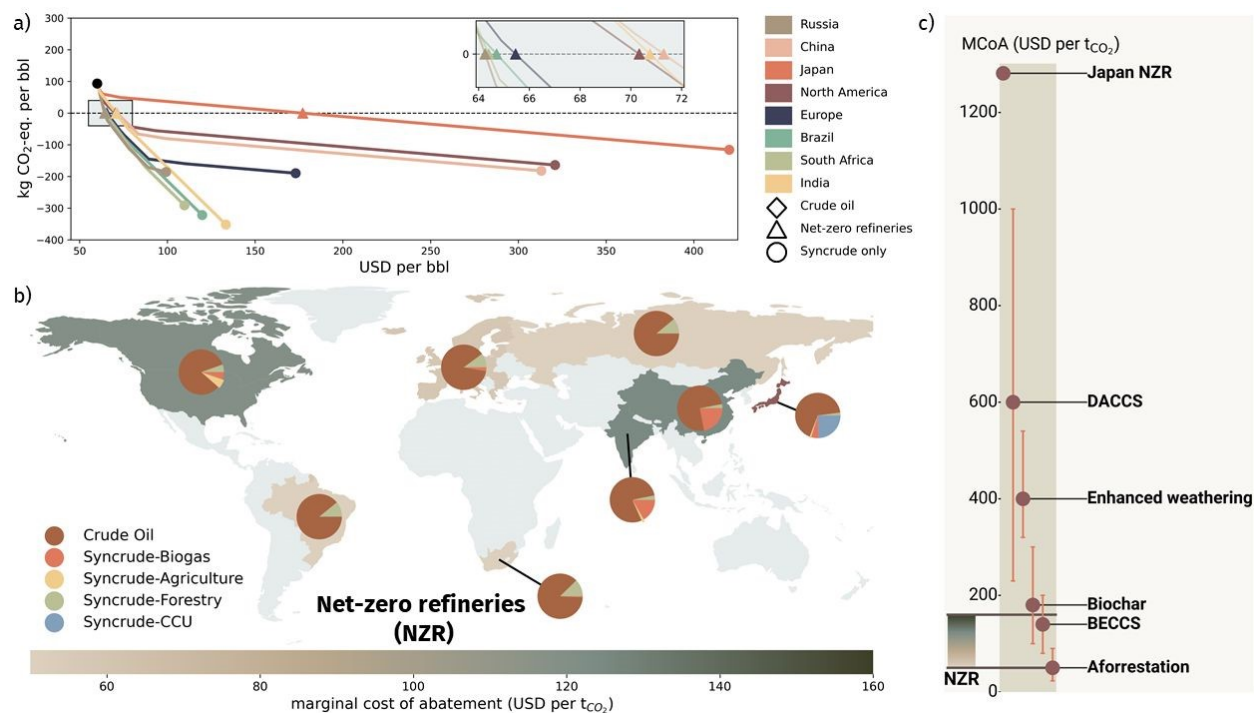 a)
300
200
100
0
−100
−200
−300
−400
kg CO2-eq. per bbl
50
100
150
200
250
300
350
400
USD per bbl
0
64
66
68
70
72
Russia
China
Japan
North America
Europe
Brazil
South Africa
India
Crude oil
Net-zero refineries
Syncrude only
b)
Crude Oil
Syncrude-Biogas
Syncrude-Agriculture
Syncrude-Forestry
Syncrude-CCU
Net-zero refineries
(NZR)
60
80
100
120
140
160
marginal cost of abatement (USD per tCO2)
c)
MCoA (USD per tCO2)
Japan NZR
1200
1000
800
DACCS
600
Enhanced weathering
400
200
Biochar
BECCS
Aforrestation
NZR
0